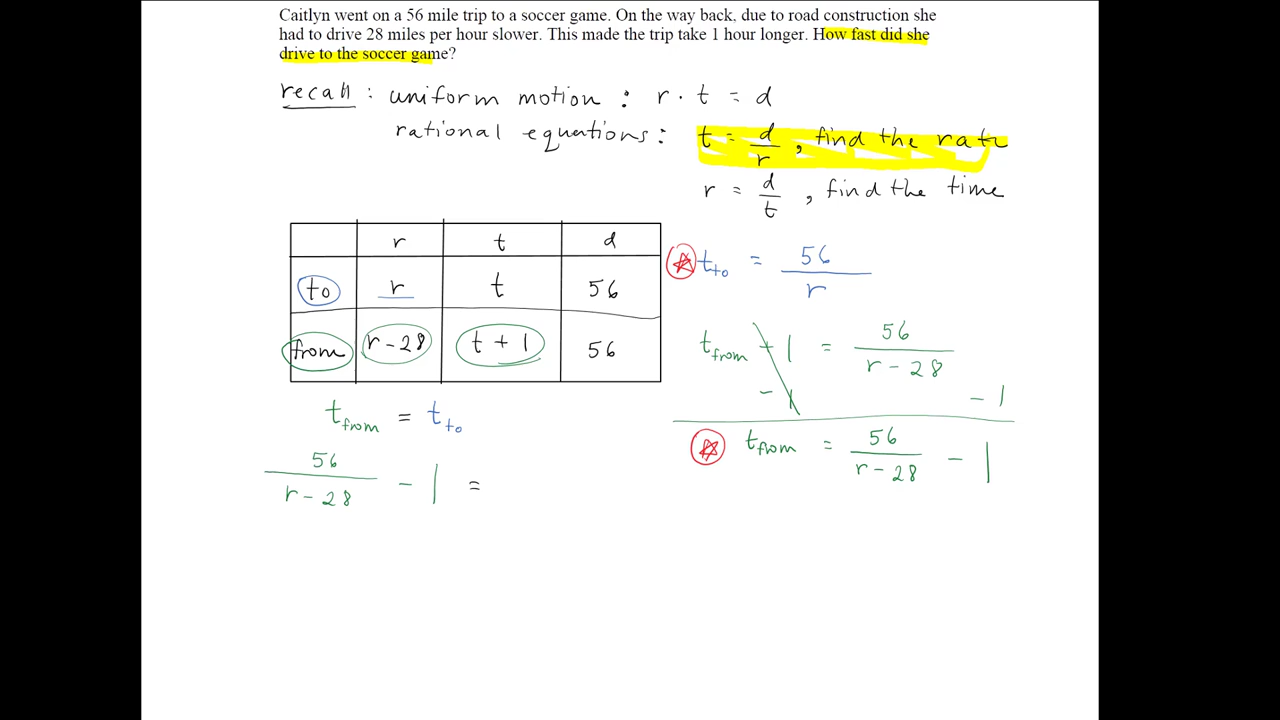 Caitlyn went on a 56 mile trip to a soccer game. On the way back, due to road construction she
had to drive 28 miles per hour slower. This made the trip take 1 hour longer. How fast did she
drive to the soccer game?
recall : uniform motion : r · t = d
rational equations : t = d/r , find the rate
r = d/t , find the time
r t d
to r t 56
from r - 28 t + 1 56
t_to = 56/r
t_from + 1 = 56/(r - 28)
- 1 - 1
t_from = 56/(r - 28) - 1
t_from = t_to
56/(r - 28) - 1 =